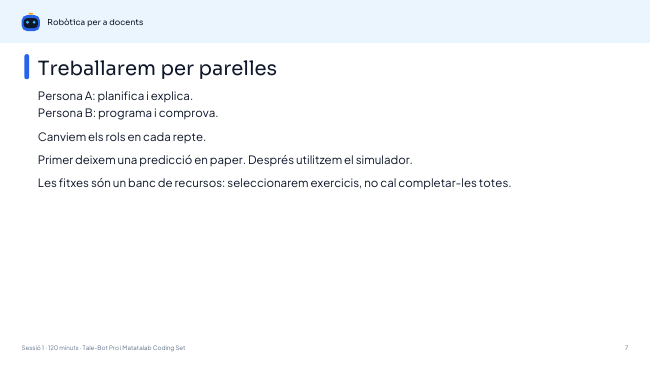 Robòtica per a docents
Treballarem per parelles
Persona A: planifica i explica.
Persona B: programa i comprova.
Canviem els rols en cada repte.
Primer deixem una predicció en paper. Després utilitzem el simulador.
Les fitxes són un banc de recursos: seleccionarem exercicis, no cal completar-les totes.
Sessió 1 · 120 minuts · Tale-Bot Pro i Matatalab Coding Set
7